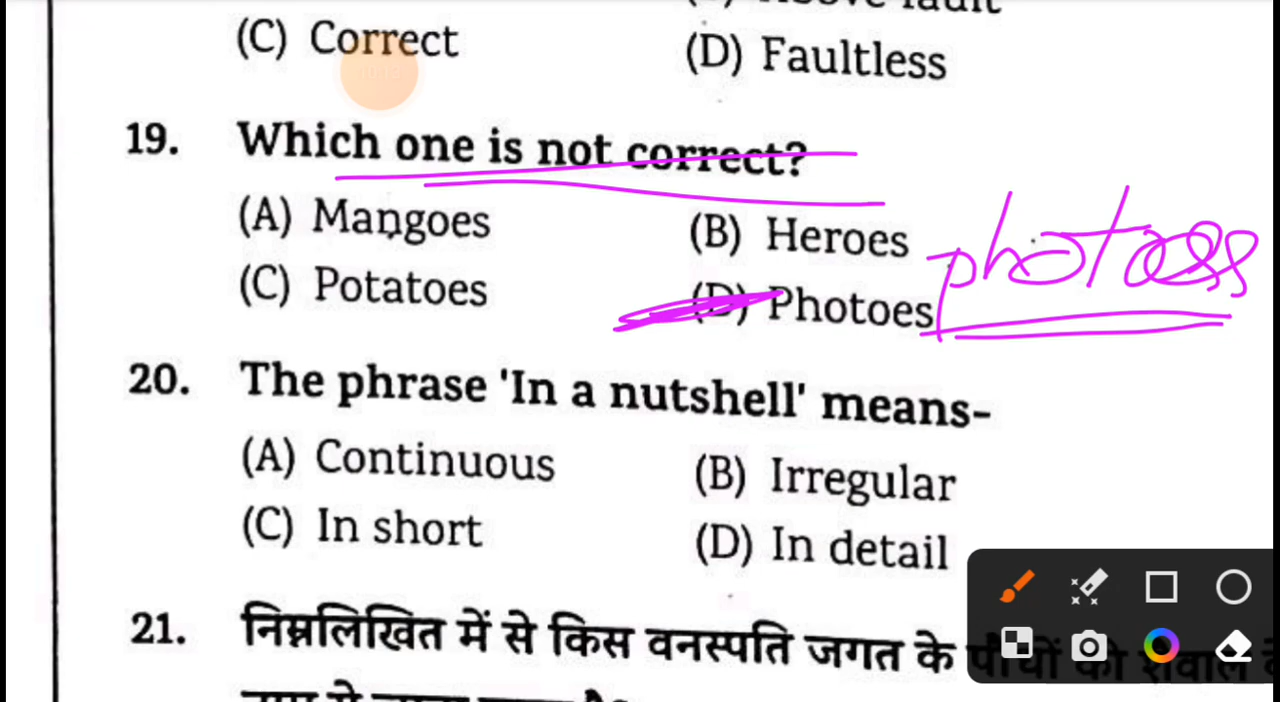 (C) Correct
(D) Faultless
19. Which one is not correct?
(A) Mangoes
(B) Heroes
(C) Potatoes
(D) Photoes
20. The phrase 'In a nutshell' means-
(A) Continuous
(B) Irregular
(C) In short
(D) In detail
21. निम्नलिखित में से किस वनस्पति जगत के पौधों को शैवाल के